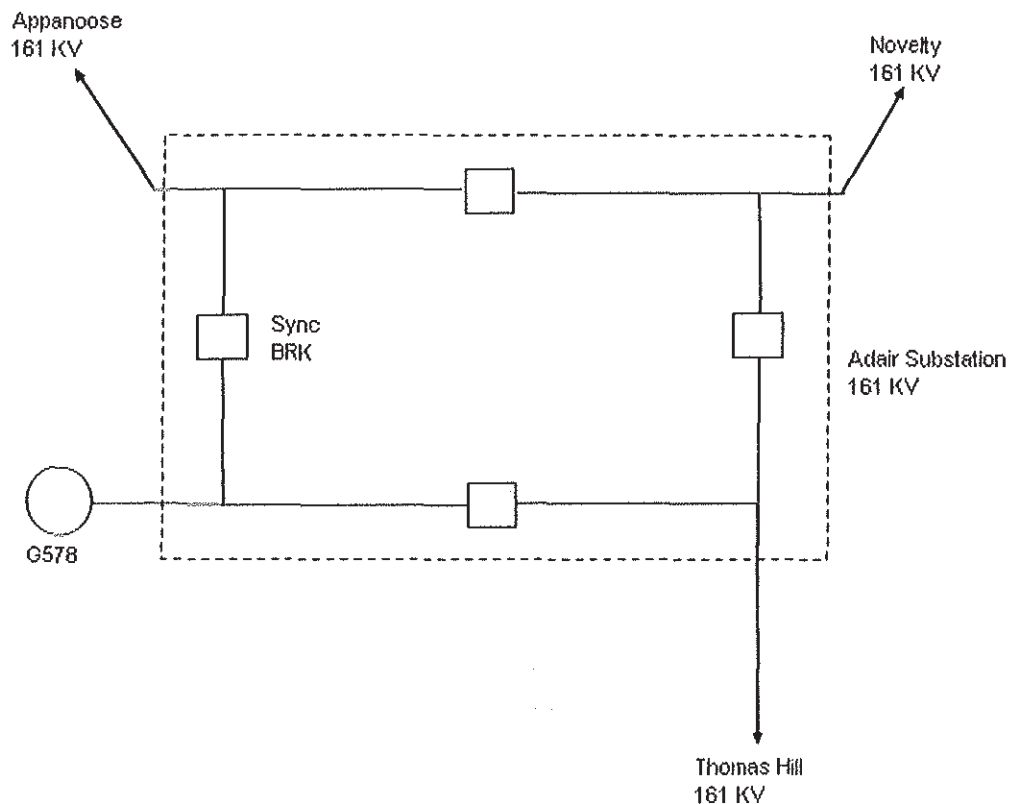 Appanoose
161 KV
Novelty
161 KV
Sync
BRK
Adair Substation
161 KV
G578
Thomas Hill
161 KV